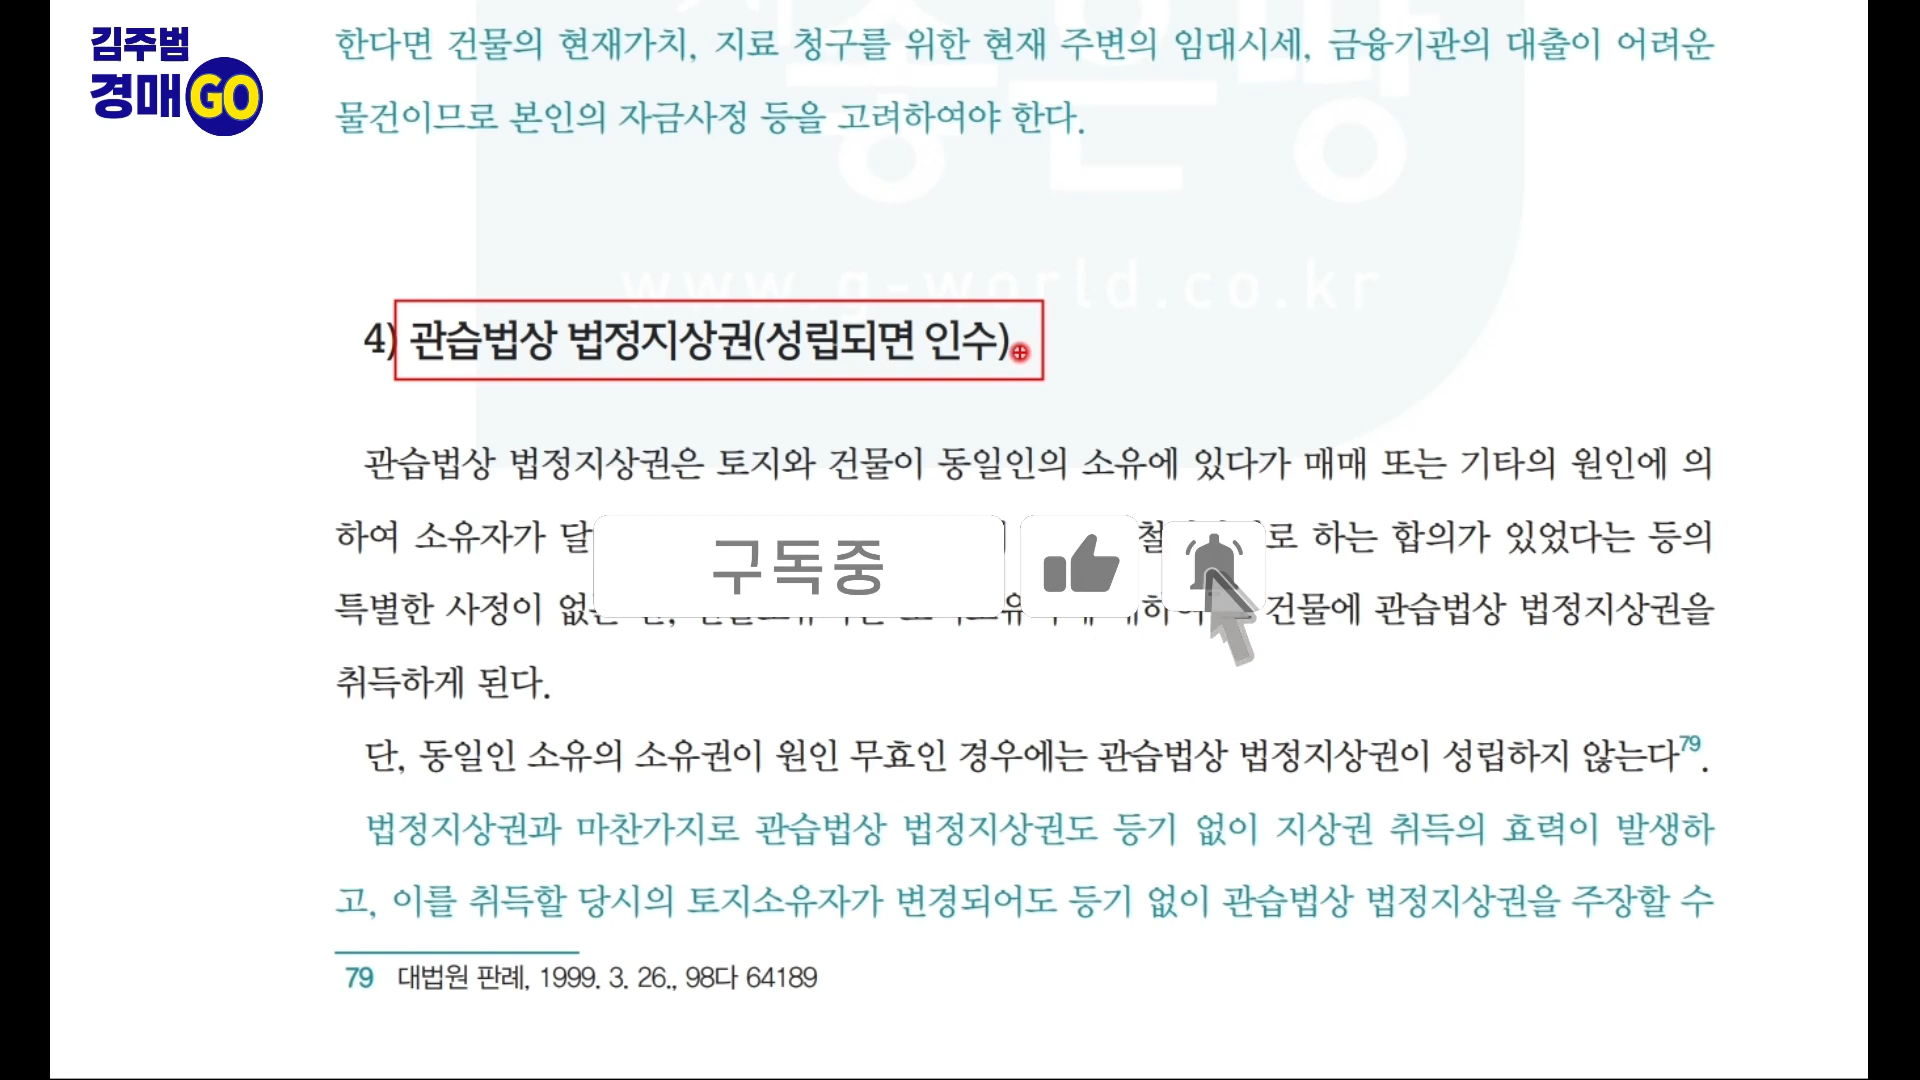 김주범
경매GO
한다면 건물의 현재가치, 지료 청구를 위한 현재 주변의 임대시세, 금융기관의 대출이 어려운
물건이므로 본인의 자금사정 등을 고려하여야 한다.
좋은땅
www.g-world.co.kr
4) 관습법상 법정지상권(성립되면 인수)
관습법상 법정지상권은 토지와 건물이 동일인의 소유에 있다가 매매 또는 기타의 원인에 의
하여 소유자가 달 로 하는 합의가 있었다는 등의
구독중
특별한 사정이 건물에 관습법상 법정지상권을
취득하게 된다.
단, 동일인 소유의 소유권이 원인 무효인 경우에는 관습법상 법정지상권이 성립하지 않는다79.
법정지상권과 마찬가지로 관습법상 법정지상권도 등기 없이 지상권 취득의 효력이 발생하
고, 이를 취득할 당시의 토지소유자가 변경되어도 등기 없이 관습법상 법정지상권을 주장할 수
79 대법원 판례, 1999. 3. 26., 98다 64189